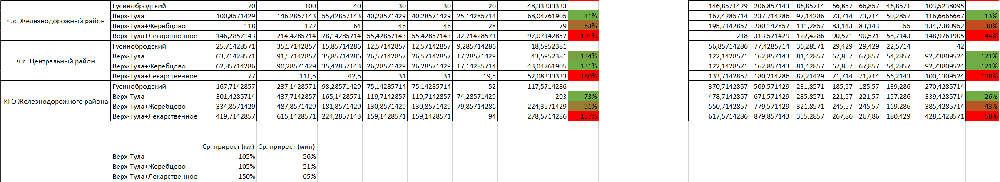 Гусинобродский 70 100 40 30 30 20 48,33333333 146,8571429 206,857143 86,85714 66,857 66,857 46,8571 103,5238095
ч.с. Железнодорожный район
Верх-Тула 100,8571429 146,2857143 55,42857143 40,28571429 40,28571429 25,14285714 68,04761905 41% 167,4285714 237,714286 97,14286 73,714 73,714 50,2857 116,6666667 13%
Верх-Тула+Жеребцово 118 172 64 46 46 28 79 63% 195,7142857 280,142857 111,2857 83,143 83,143 55 134,7380952 30%
Верх-Тула+Лекарственное 146,2857143 214,4285714 78,14285714 55,42857143 55,42857143 32,71428571 97,07142857 101% 218 313,571429 122,4286 90,571 90,571 58,7143 148,9761905 44%
Гусинобродский 25,71428571 35,57142857 15,85714286 12,57142857 12,57142857 9,285714286 18,5952381 56,85714286 77,4285714 36,28571 29,429 29,429 22,5714 42
ч.с. Центральный район
Верх-Тула 63,71428571 91,57142857 35,85714286 26,57142857 26,57142857 17,28571429 43,5952381 134% 122,1428571 162,857143 81,42857 67,857 67,857 54,2857 92,73809524 121%
Верх-Тула+Жеребцово 62,85714286 90,28571429 35,42857143 26,28571429 26,28571429 17,14285714 43,04761905 131% 122,1428571 162,857143 81,42857 67,857 67,857 54,2857 92,73809524 121%
Верх-Тула+Лекарственное 77 111,5 42,5 31 31 19,5 52,08333333 180% 133,7142857 180,214286 87,21429 71,714 71,714 56,2143 100,1309524 138%
Гусинобродский 167,7142857 237,1428571 98,28571429 75,14285714 75,14285714 52 117,5714286 370,7142857 509,571429 231,8571 185,57 185,57 139,286 270,4285714
КГО Железнодорожного района
Верх-Тула 301,4285714 437,7142857 165,1428571 119,7142857 119,7142857 74,28571429 203 73% 478,7142857 671,571429 285,8571 221,57 221,57 157,286 339,4285714 26%
Верх-Тула+Жеребцово 334,8571429 487,8571429 181,8571429 130,8571429 130,8571429 79,85714286 224,3571429 91% 550,7142857 779,571429 321,8571 245,57 245,57 169,286 385,4285714 43%
Верх-Тула+Лекарственное 419,7142857 615,1428571 224,2857143 159,1428571 159,1428571 94 278,5714286 137% 617,5714286 879,857143 355,2857 267,86 267,86 180,429 428,1428571 58%
Ср. прирост (км) Ср. прирост (мин)
Верх-Тула 105% 56%
Верх-Тула+Жеребцово 105% 51%
Верх-Тула+Лекарственное 150% 65%